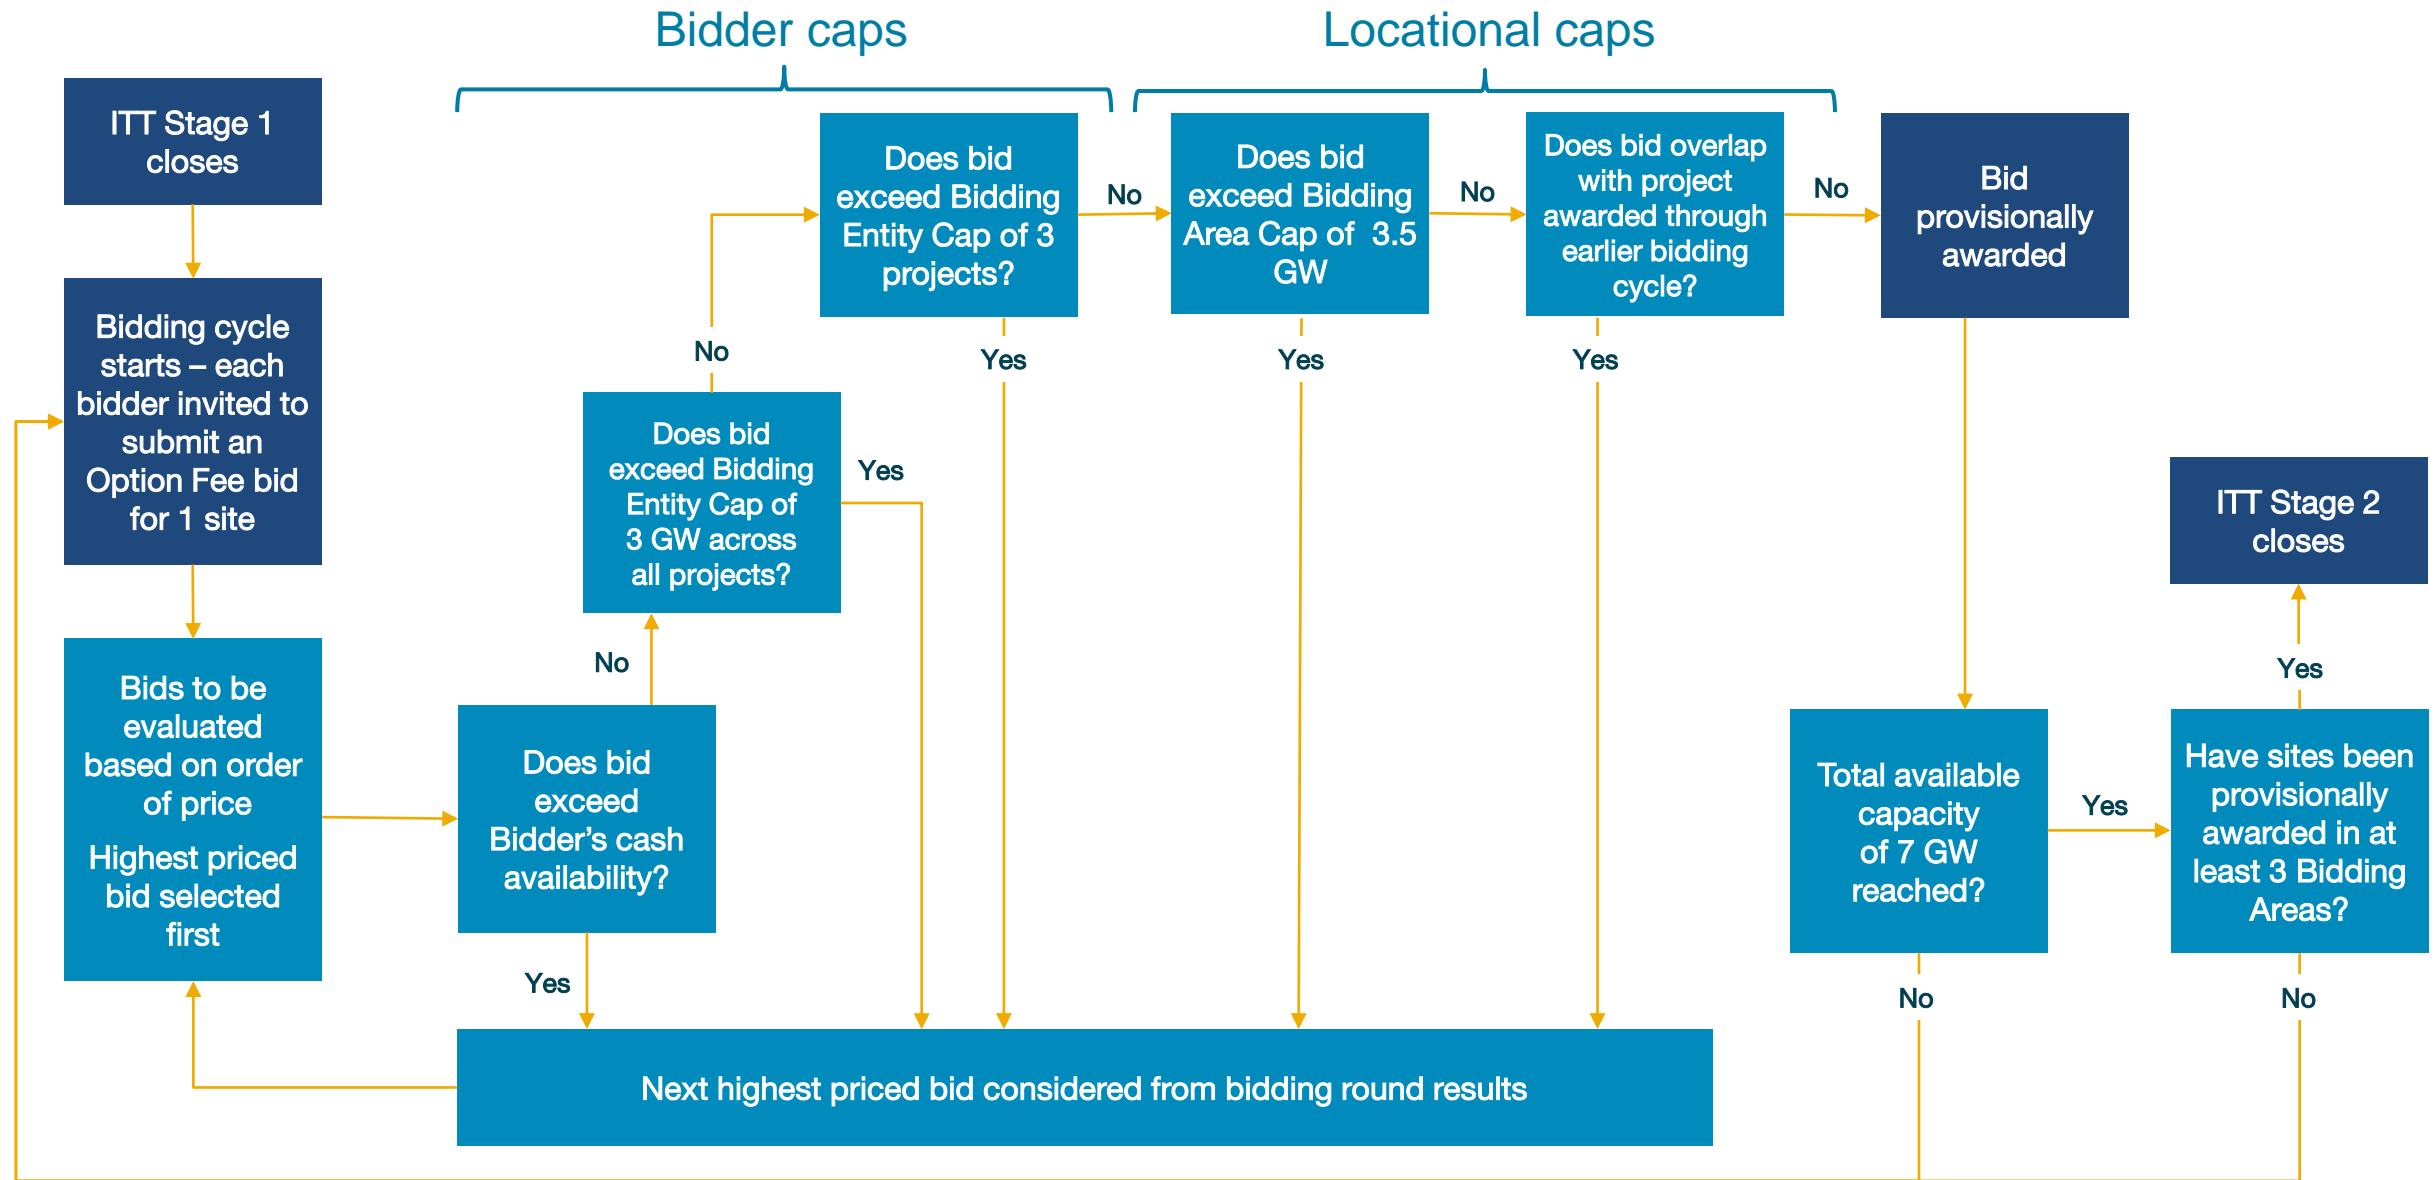 Bidder caps
Locational caps
ITT Stage 1
closes
Bidding cycle
starts – each
bidder invited to
submit an
Option Fee bid
for 1 site
Bids to be
evaluated
based on order
of price
Highest priced
bid selected
first
Does bid
exceed
Bidder’s cash
availability?
No
Yes
Does bid
exceed Bidding
Entity Cap of
3 GW across
all projects?
No
Yes
Does bid
exceed Bidding
Entity Cap of 3
projects?
No
Yes
Does bid
exceed Bidding
Area Cap of  3.5
GW
No
Yes
Does bid overlap
with project
awarded through
earlier bidding
cycle?
No
Yes
Bid
provisionally
awarded
Total available
capacity
of 7 GW
reached?
Yes
No
Have sites been
provisionally
awarded in at
least 3 Bidding
Areas?
Yes
No
ITT Stage 2
closes
Next highest priced bid considered from bidding round results